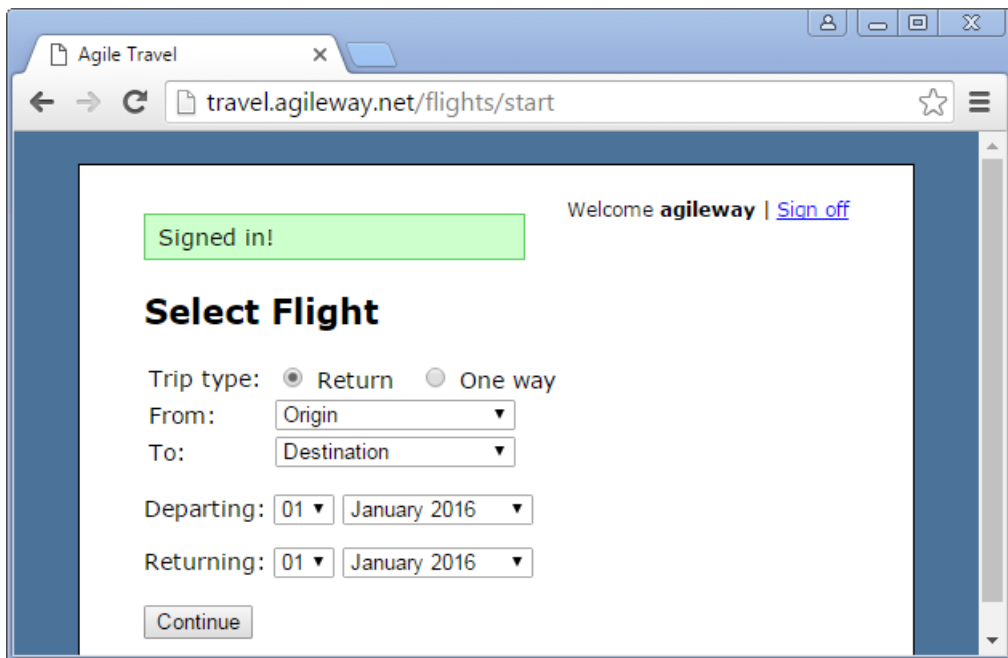 Agile Travel
travel.agileway.net/flights/start
Welcome agileway | Sign off
Signed in!
Select Flight
Trip type: Return One way
From: Origin
To: Destination
Departing: 01 January 2016
Returning: 01 January 2016
Continue